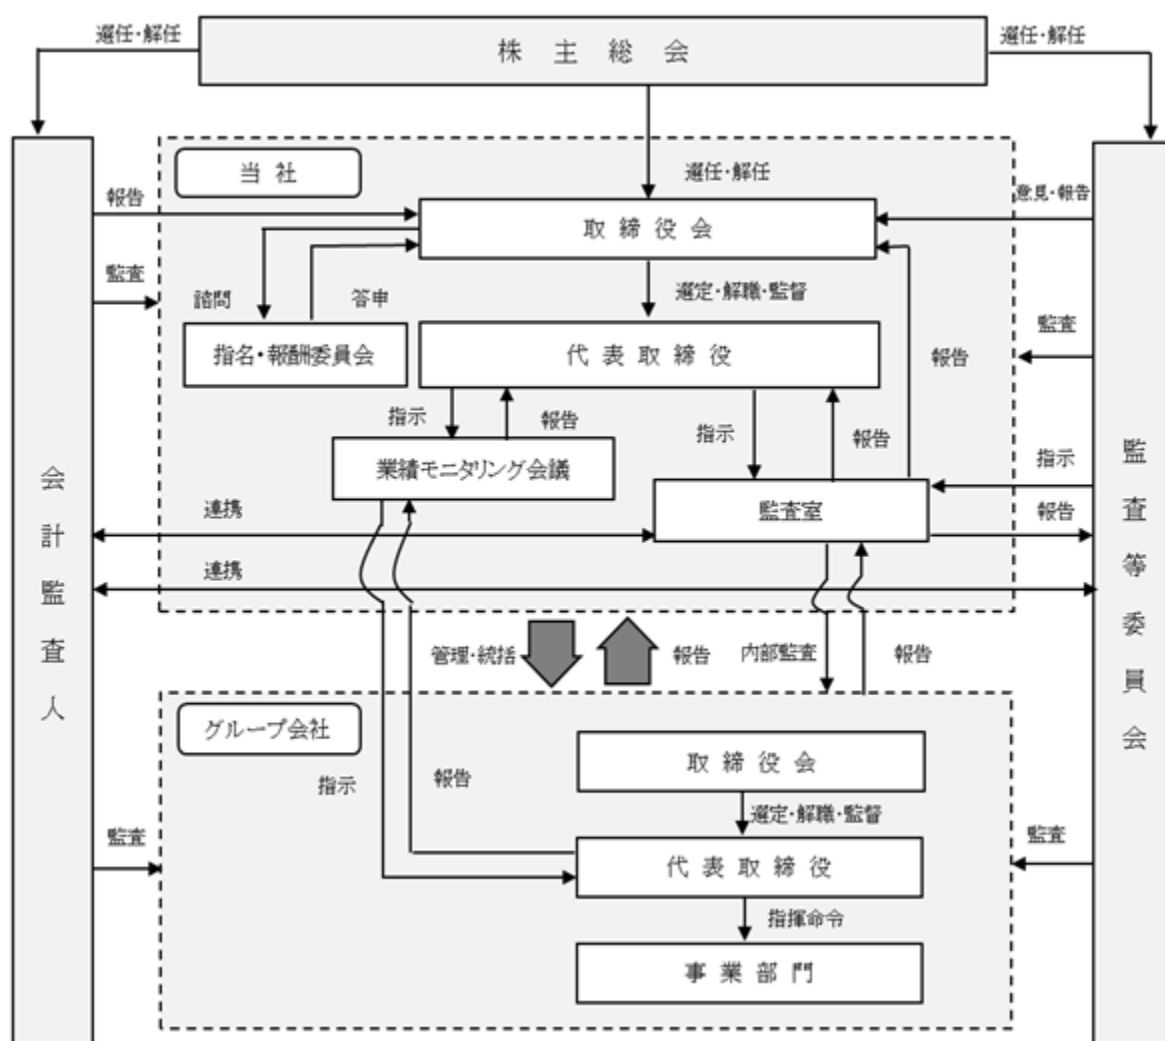 株主総会
選任・解任
選任・解任
当社
選任・解任
報告
意見・報告
取締役会
監査
諮問
答申
選定・解職・監督
監査
指名・報酬委員会
代表取締役
報告
指示
報告
指示
報告
業績モニタリング会議
指示
監査室
連携
報告
連携
会計監査人
監査等委員会
管理・統括
報告
内部監査
報告
グループ会社
取締役会
指示
報告
選定・解職・監督
監査
監査
代表取締役
指揮命令
事業部門